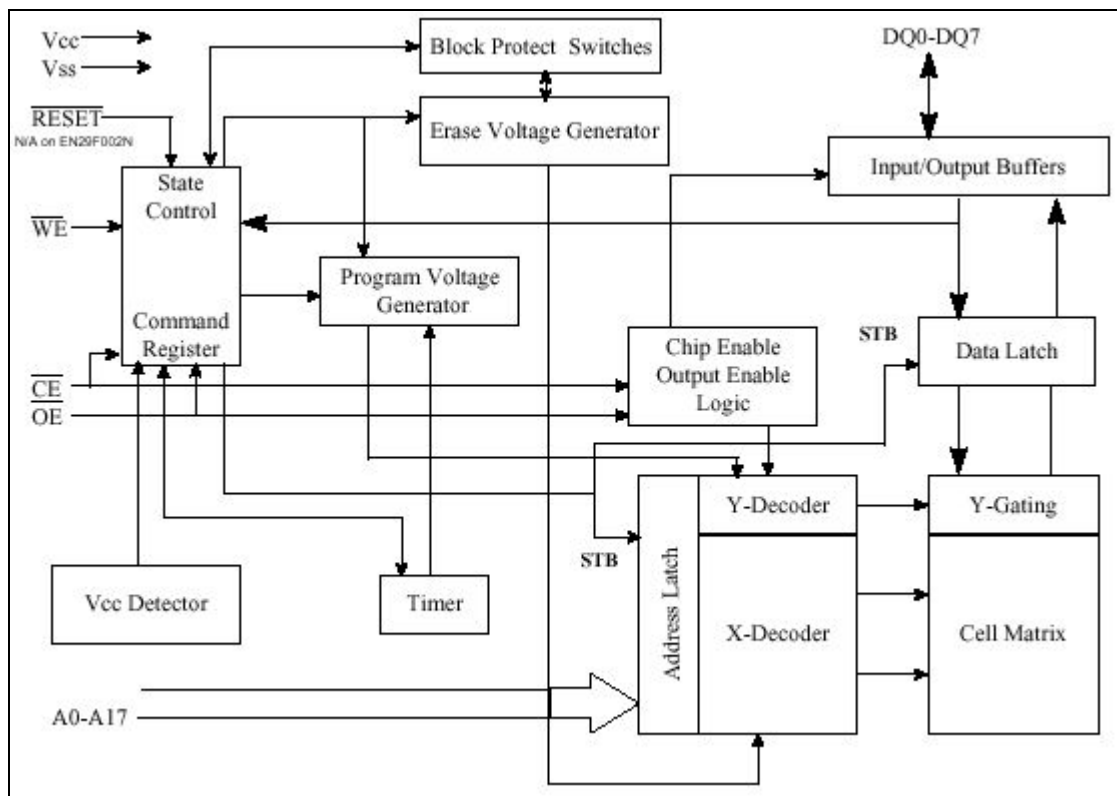 Vcc
Vss
RESET
N/A on EN29F002N
WE
CE
OE
State
Control
Command
Register
Block Protect Switches
Erase Voltage Generator
Program Voltage
Generator
DQ0-DQ7
Input/Output Buffers
Chip Enable
Output Enable
Logic
STB
Data Latch
Y-Decoder
Y-Gating
STB
Address Latch
X-Decoder
Cell Matrix
Vcc Detector
Timer
A0-A17